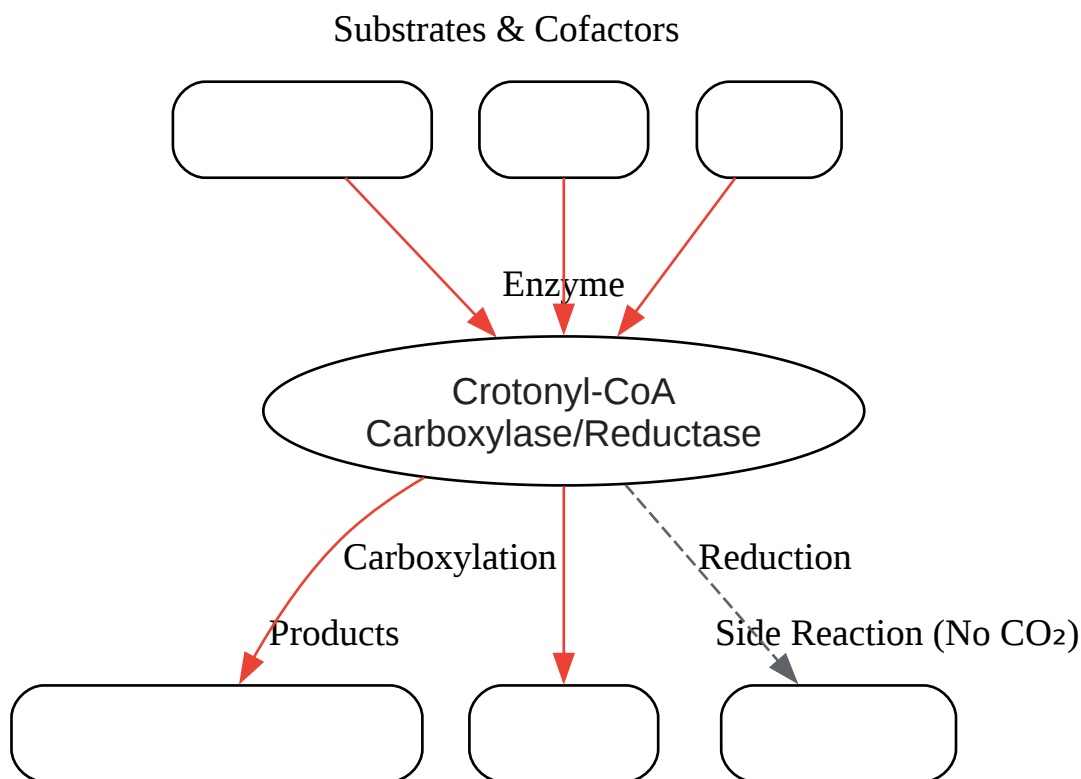 Substrates & Cofactors
Enzyme
Crotonyl-CoA
Carboxylase/Reductase
Carboxylation
Reduction
Products
Side Reaction (No CO₂)